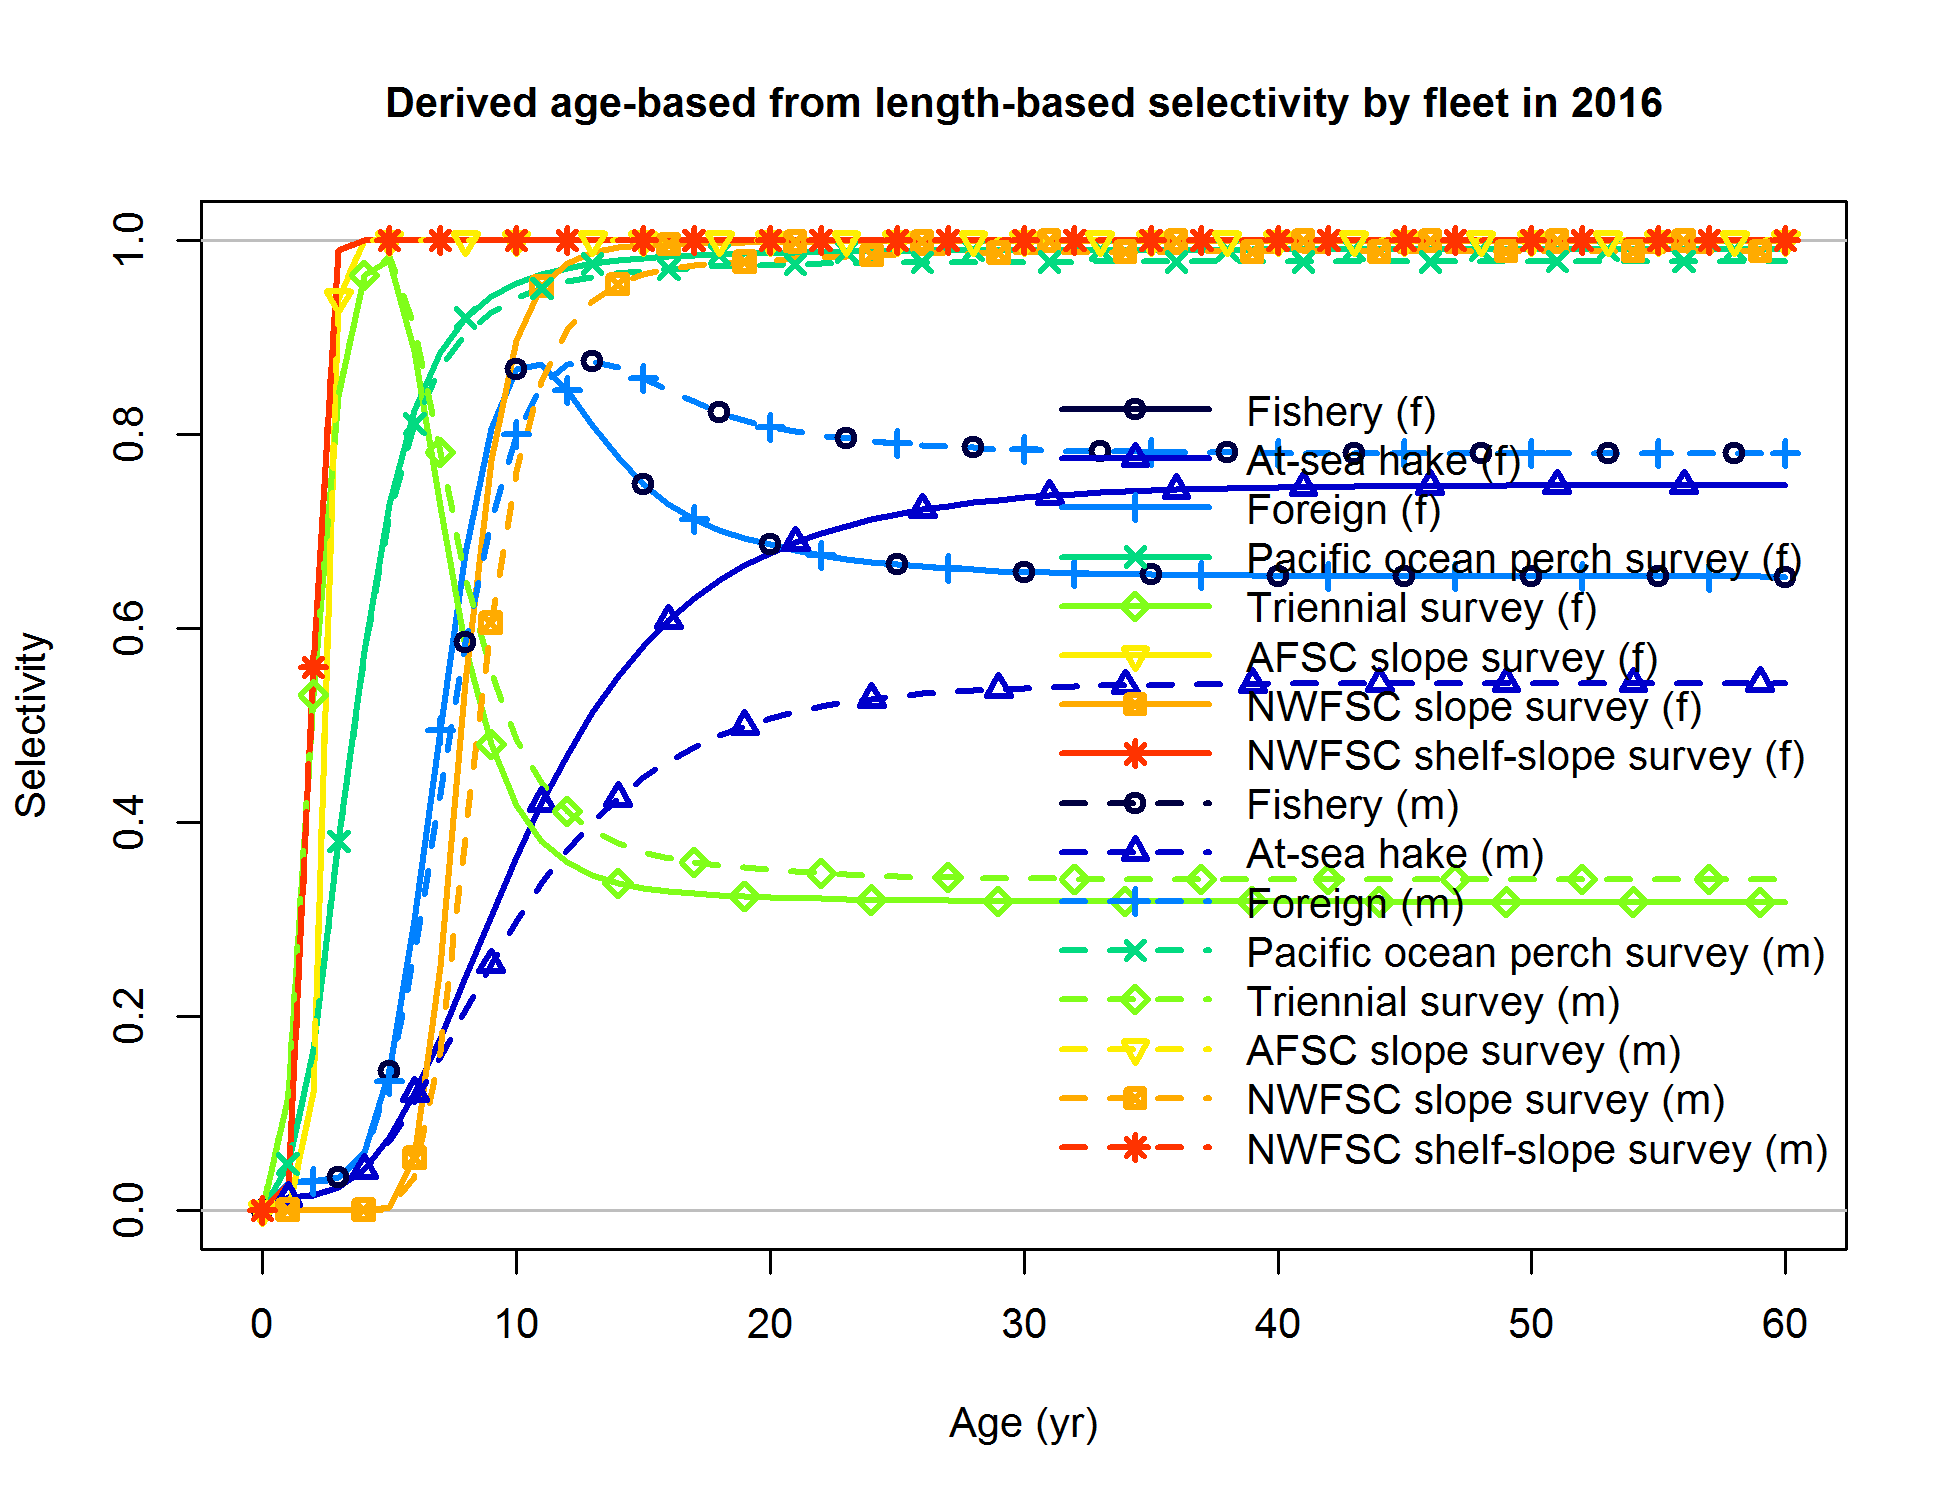 Derived age-based from length-based selectivity by fleet in 2016
Selectivity
1.0
0.8
0.6
0.4
0.2
0.0
Fishery (f)
At-sea hake (f)
Foreign (f)
Pacific ocean perch survey (f)
Triennial survey (f)
AFSC slope survey (f)
NWFSC slope survey (f)
NWFSC shelf-slope survey (f)
Fishery (m)
At-sea hake (m)
Foreign (m)
Pacific ocean perch survey (m)
Triennial survey (m)
AFSC slope survey (m)
NWFSC slope survey (m)
NWFSC shelf-slope survey (m)
0 10 20 30 40 50 60
Age (yr)